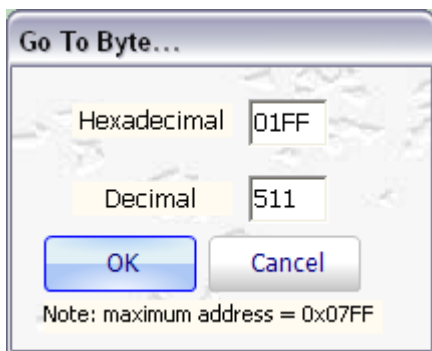 Go To Byte...
Hexadecimal 01FF
Decimal 511
OK Cancel
Note: maximum address = 0x07FF